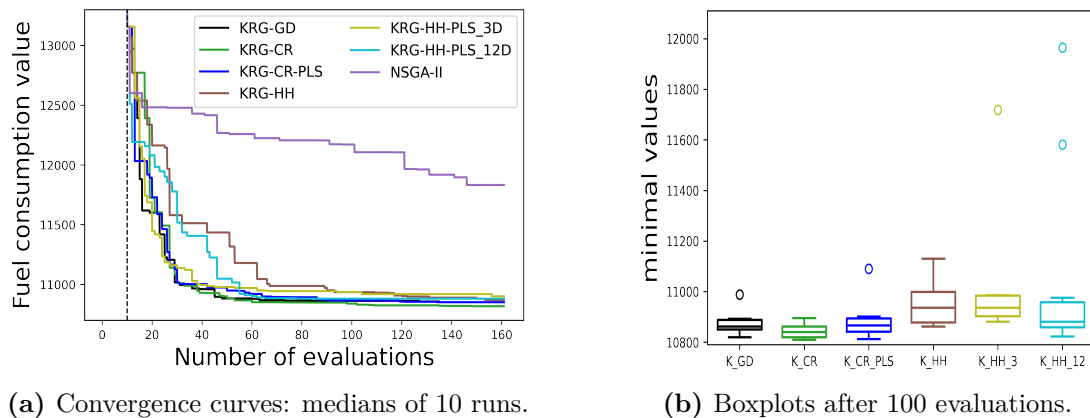 KRG-GD
KRG-CR
KRG-CR-PLS
KRG-HH
KRG-HH-PLS_3D
KRG-HH-PLS_12D
NSGA-II
Fuel consumption value
13000
12500
12000
11500
11000
0 20 40 60 80 100 120 140 160
Number of evaluations
(a) Convergence curves: medians of 10 runs.
minimal values
12000
11800
11600
11400
11200
11000
10800
K_GD K_CR K_CR_PLS K_HH K_HH_3 K_HH_12
(b) Boxplots after 100 evaluations.